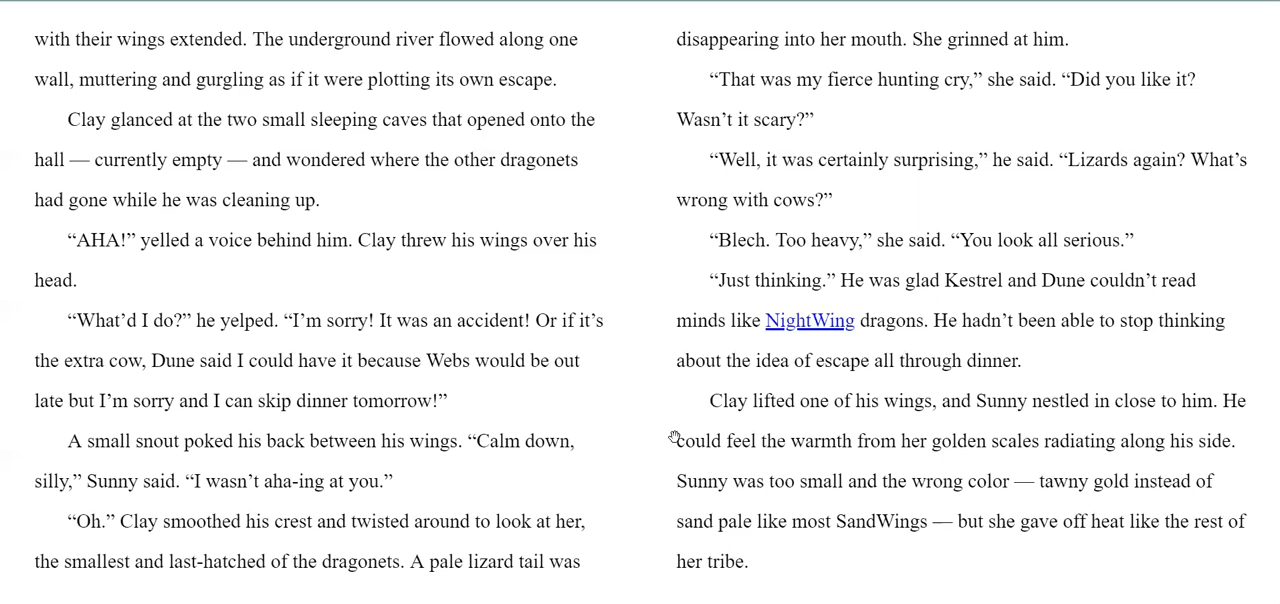 with their wings extended. The underground river flowed along one
wall, muttering and gurgling as if it were plotting its own escape.
Clay glanced at the two small sleeping caves that opened onto the
hall — currently empty — and wondered where the other dragonets
had gone while he was cleaning up.
“AHA!” yelled a voice behind him. Clay threw his wings over his
head.
“What’d I do?” he yelped. “I’m sorry! It was an accident! Or if it’s
the extra cow, Dune said I could have it because Webs would be out
late but I’m sorry and I can skip dinner tomorrow!”
A small snout poked his back between his wings. “Calm down,
silly,” Sunny said. “I wasn’t aha-ing at you.”
“Oh.” Clay smoothed his crest and twisted around to look at her,
the smallest and last-hatched of the dragonets. A pale lizard tail was
disappearing into her mouth. She grinned at him.
“That was my fierce hunting cry,” she said. “Did you like it?
Wasn’t it scary?”
“Well, it was certainly surprising,” he said. “Lizards again? What’s
wrong with cows?”
“Blech. Too heavy,” she said. “You look all serious.”
“Just thinking.” He was glad Kestrel and Dune couldn’t read
minds like NightWing dragons. He hadn’t been able to stop thinking
about the idea of escape all through dinner.
Clay lifted one of his wings, and Sunny nestled in close to him. He
could feel the warmth from her golden scales radiating along his side.
Sunny was too small and the wrong color — tawny gold instead of
sand pale like most SandWings — but she gave off heat like the rest of
her tribe.